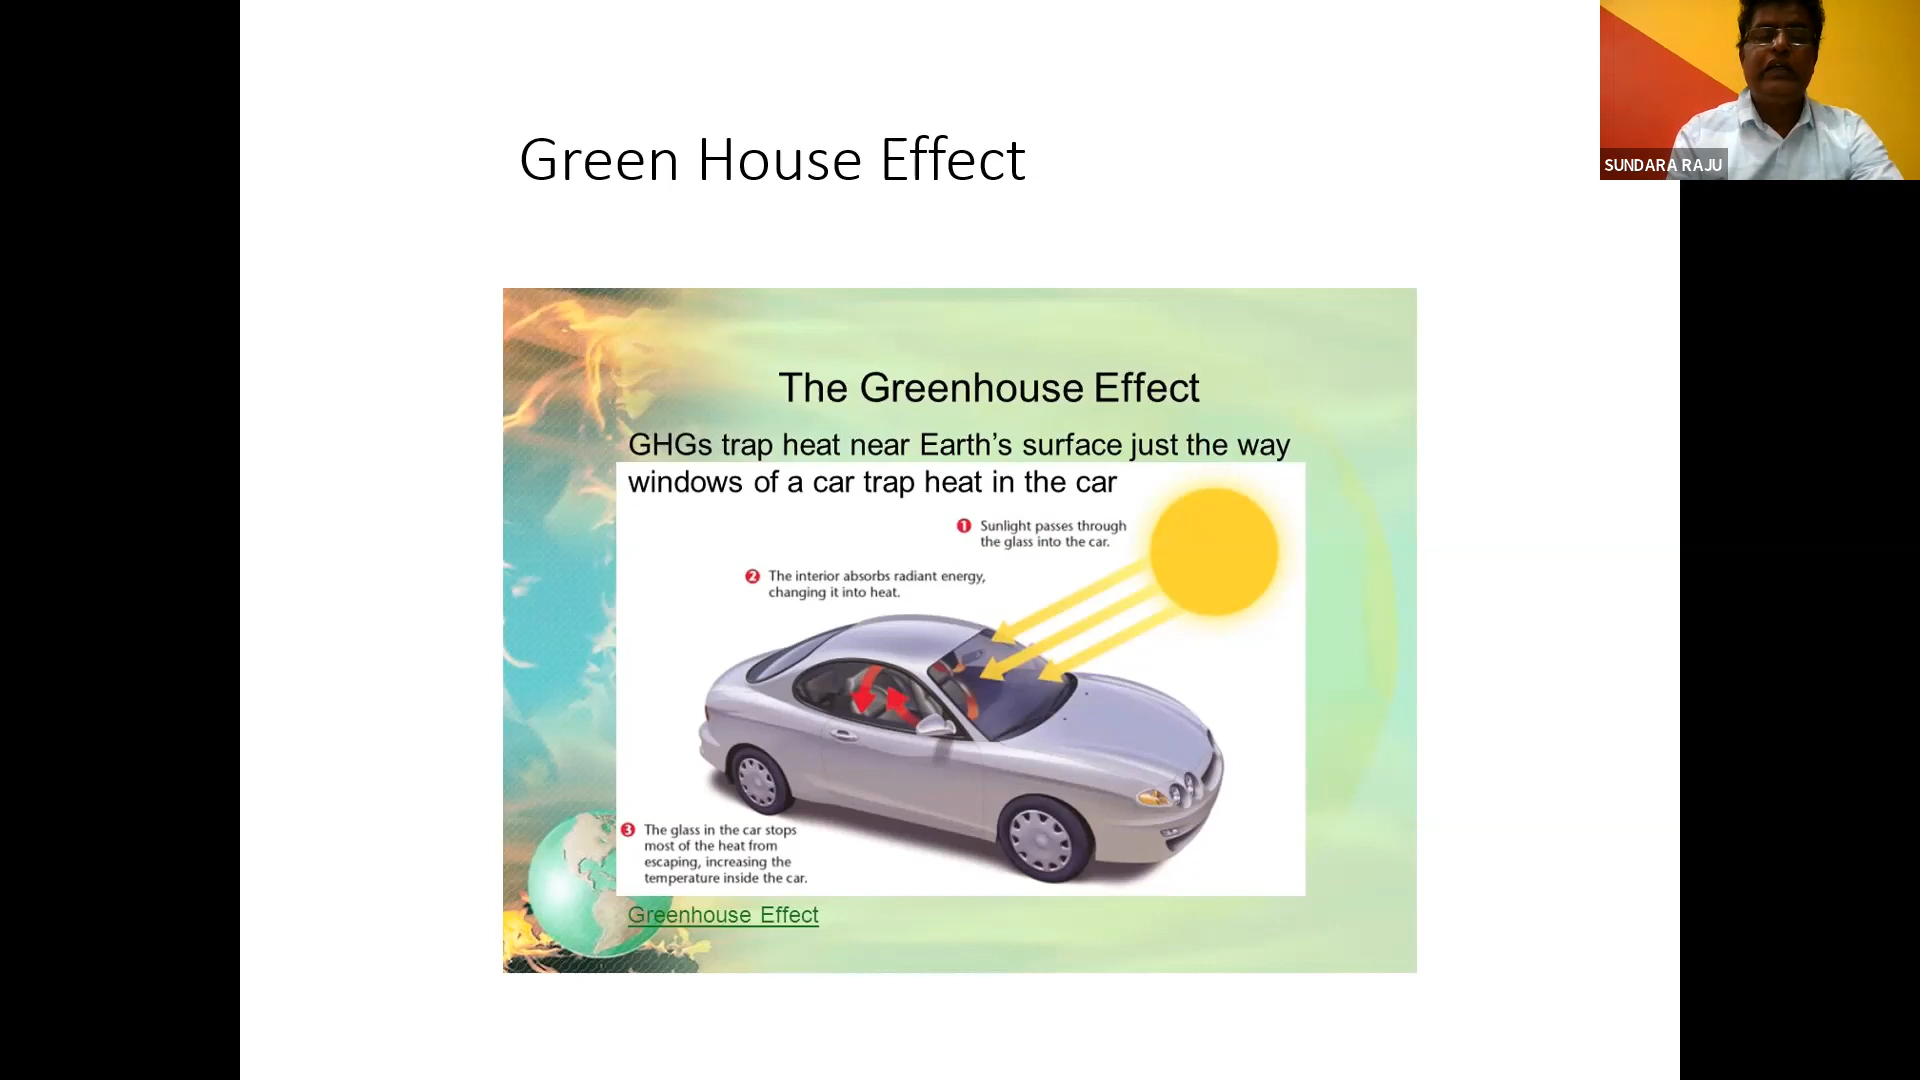 Green House Effect
SUNDARA RAJU
The Greenhouse Effect
GHGs trap heat near Earth's surface just the way
windows of a car trap heat in the car
1 Sunlight passes through
the glass into the car.
2 The interior absorbs radiant energy,
changing it into heat.
3 The glass in the car stops
most of the heat from
escaping, increasing the
temperature inside the car.
Greenhouse Effect